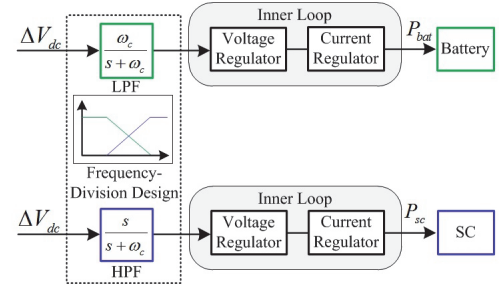 Inner Loop
ΔV_dc
ω_c
s + ω_c
LPF
Voltage
Regulator
Current
Regulator
P_bat
Battery
Frequency-
Division Design
Inner Loop
ΔV_dc
s
s + ω_c
HPF
Voltage
Regulator
Current
Regulator
P_sc
SC